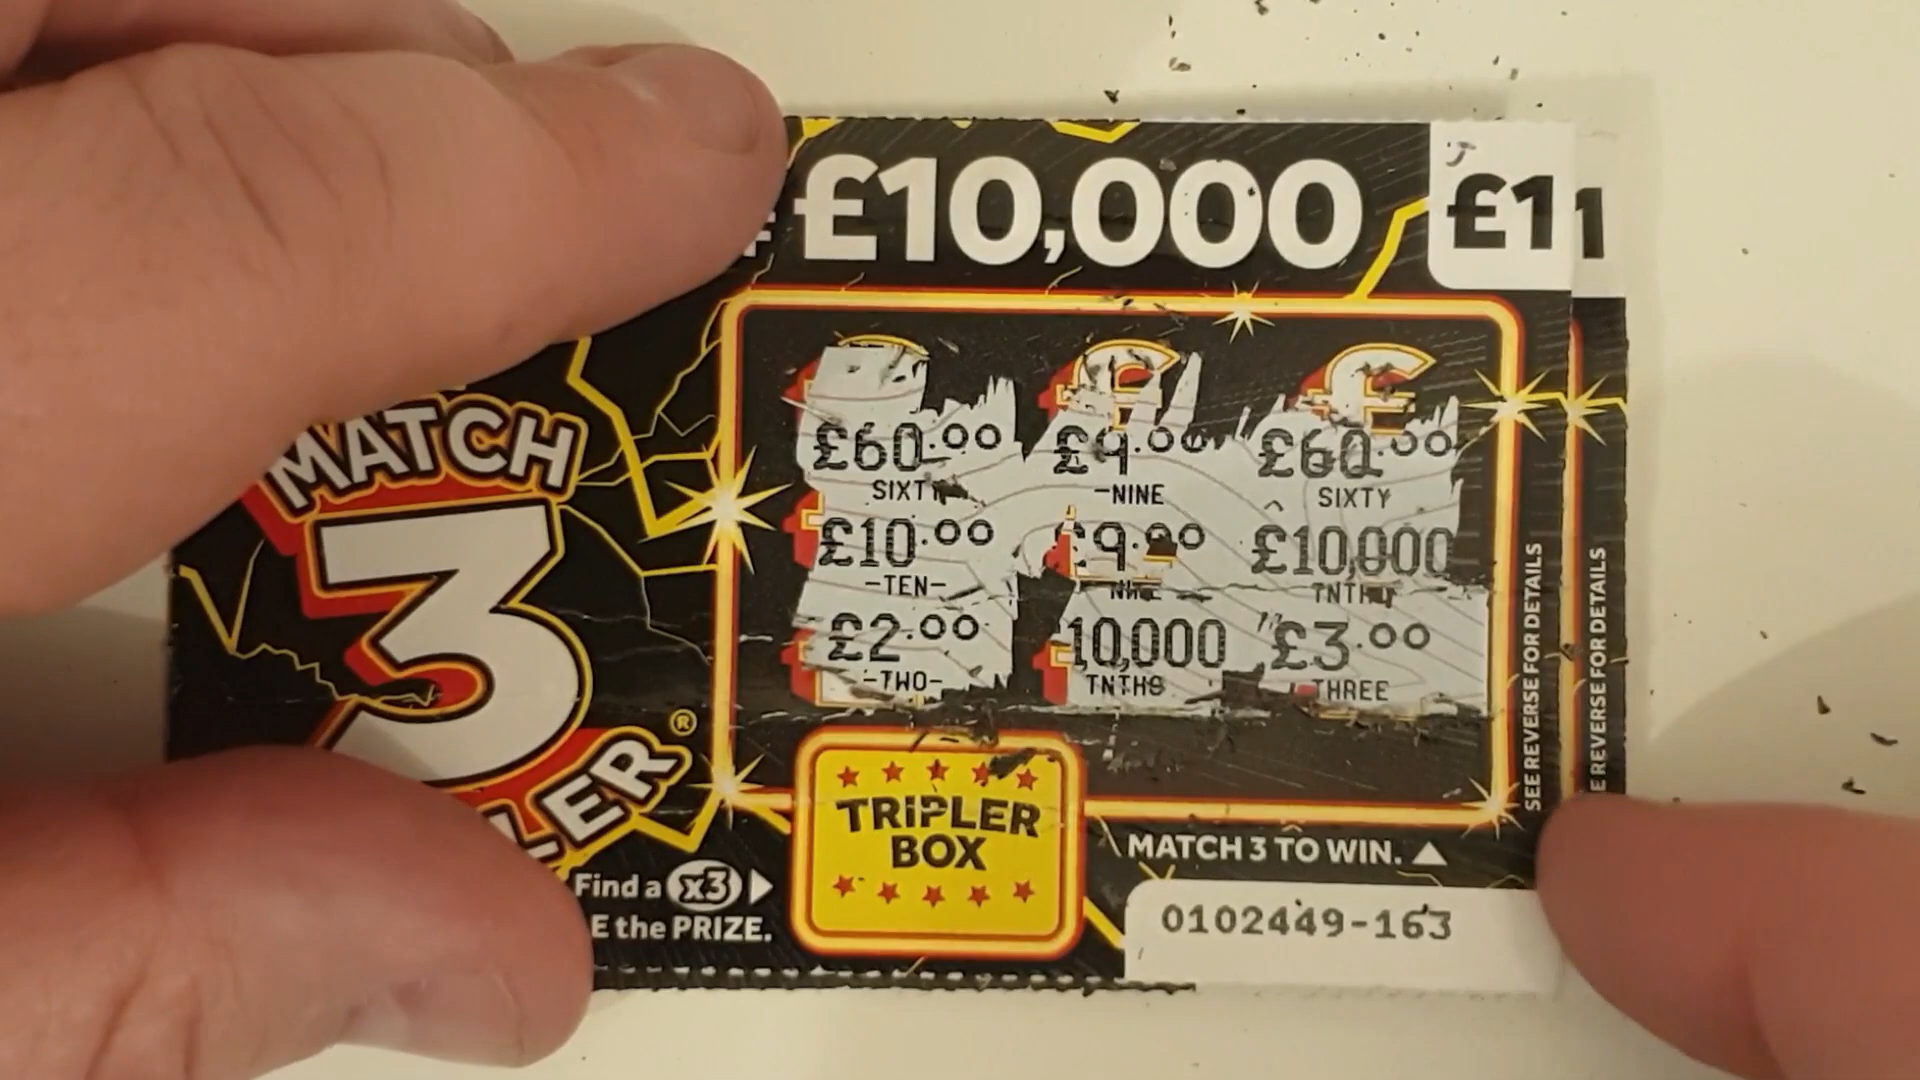 £10,000
£1
1
MATCH
3
LER®
£60.00 £9.00 £60.00
SIXTY -NINE SIXTY
£10.00 £9.00 £10,000
-TEN- TNTH
£2.00 10,000 £3.00
-TWO- TNTHS THREE
TRIPLER
BOX
MATCH 3 TO WIN.
Find a x3
E the PRIZE.
0102449-163
SEE REVERSE FOR DETAILS
E REVERSE FOR DETAILS